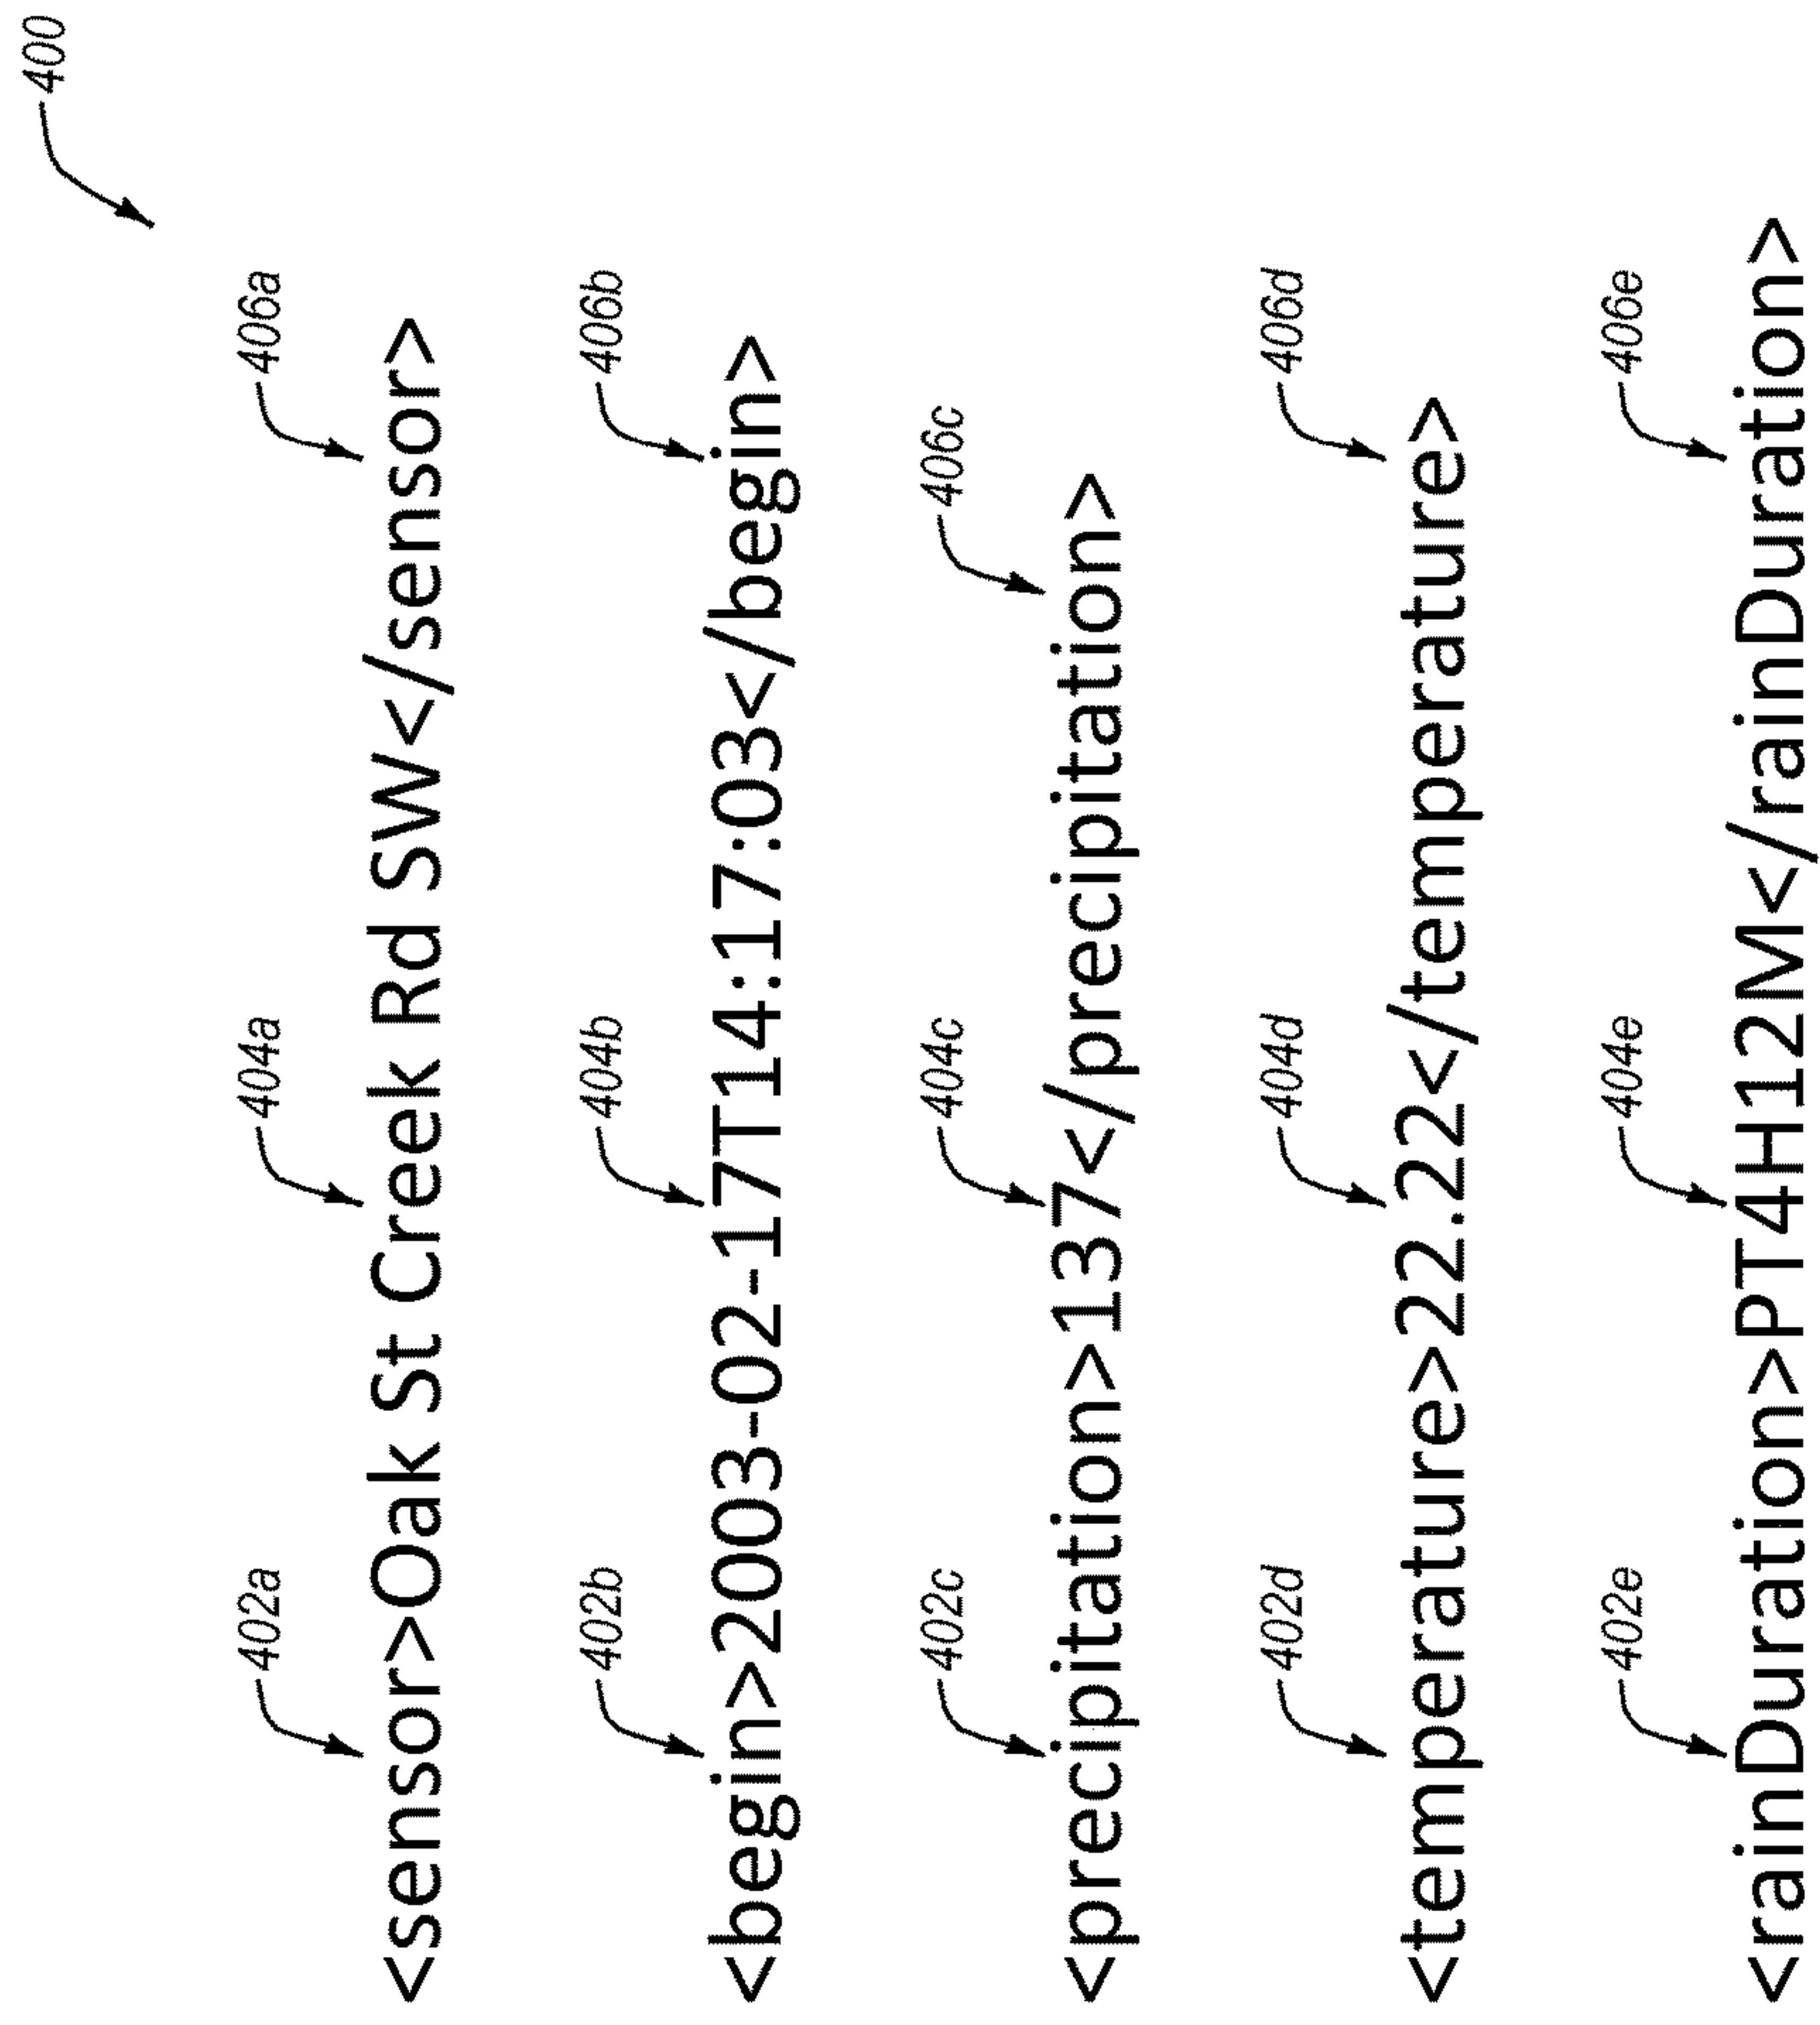 400
402a 404a 406a
<sensor>Oak St Creek Rd SW</sensor>
402b 404b 406b
<begin>2003-02-17T14:17:03</begin>
402c 404c 406c
<precipitation>137</precipitation>
402d 404d 406d
<temperature>22.22</temperature>
402e 404e 406e
<rainDuration>PT4H12M</rainDuration>